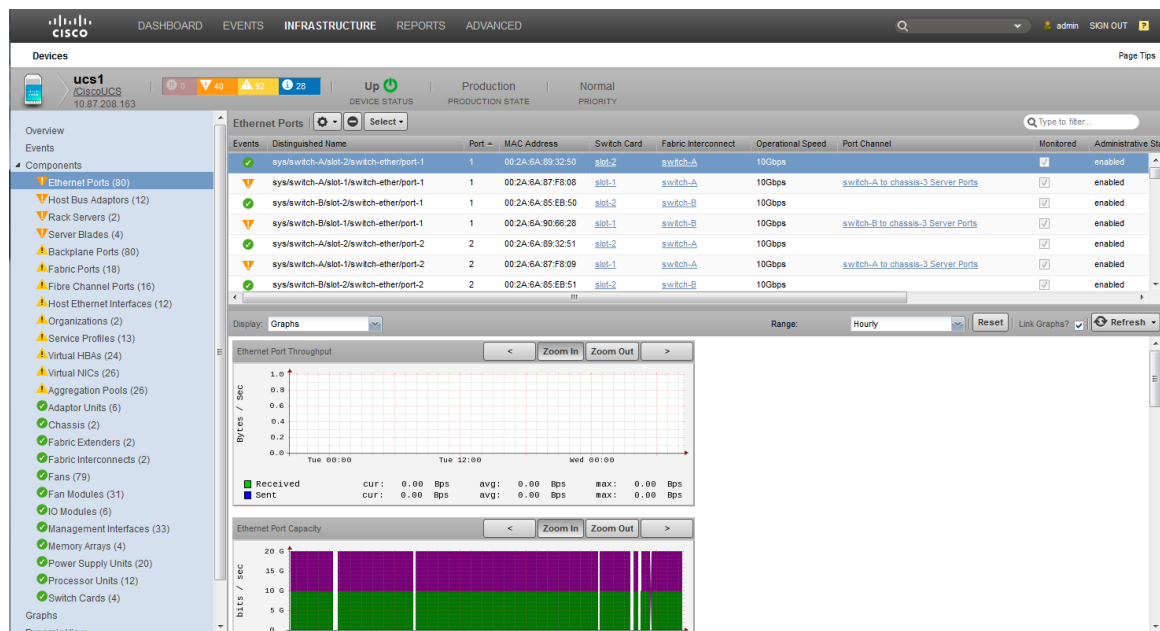 CISCO DASHBOARD EVENTS INFRASTRUCTURE REPORTS ADVANCED admin SIGN OUT ?
Devices Page Tips
ucs1
/CiscoUCS
10.87.208.163
0 40 92 28
Up
DEVICE STATUS
Production
PRODUCTION STATE
Normal
PRIORITY
Overview
Events
Components
Ethernet Ports (80)
Host Bus Adaptors (12)
Rack Servers (2)
Server Blades (4)
Backplane Ports (80)
Fabric Ports (18)
Fibre Channel Ports (16)
Host Ethernet Interfaces (12)
Organizations (2)
Service Profiles (13)
Virtual HBAs (24)
Virtual NICs (26)
Aggregation Pools (26)
Adaptor Units (6)
Chassis (2)
Fabric Extenders (2)
Fabric Interconnects (2)
Fans (79)
Fan Modules (31)
IO Modules (6)
Management Interfaces (33)
Memory Arrays (4)
Power Supply Units (20)
Processor Units (12)
Switch Cards (4)
Graphs
Ethernet Ports Select Type to filter...
Events Distinguished Name Port MAC Address Switch Card Fabric Interconnect Operational Speed Port Channel Monitored Administrative Sta
sys/switch-A/slot-2/switch-ether/port-1 1 00:2A:6A:89:32:50 slot-2 switch-A 10Gbps enabled
sys/switch-A/slot-1/switch-ether/port-1 1 00:2A:6A:87:F8:08 slot-1 switch-A 10Gbps switch-A to chassis-3 Server Ports enabled
sys/switch-B/slot-2/switch-ether/port-1 1 00:2A:6A:85:EB:50 slot-2 switch-B 10Gbps enabled
sys/switch-B/slot-1/switch-ether/port-1 1 00:2A:6A:90:66:28 slot-1 switch-B 10Gbps switch-B to chassis-3 Server Ports enabled
sys/switch-A/slot-2/switch-ether/port-2 2 00:2A:6A:89:32:51 slot-2 switch-A 10Gbps enabled
sys/switch-A/slot-1/switch-ether/port-2 2 00:2A:6A:87:F8:09 slot-1 switch-A 10Gbps switch-A to chassis-3 Server Ports enabled
sys/switch-B/slot-2/switch-ether/port-2 2 00:2A:6A:85:EB:51 slot-2 switch-B 10Gbps enabled
Display: Graphs Range: Hourly Reset Link Graphs? Refresh
Ethernet Port Throughput < Zoom In Zoom Out >
Bytes / Sec
1.0
0.8
0.6
0.4
0.2
0.0
Tue 00:00 Tue 12:00 Wed 00:00
Received cur: 0.00 Bps avg: 0.00 Bps max: 0.00 Bps
Sent cur: 0.00 Bps avg: 0.00 Bps max: 0.00 Bps
Ethernet Port Capacity < Zoom In Zoom Out >
bits / sec
20 G
15 G
10 G
5 G